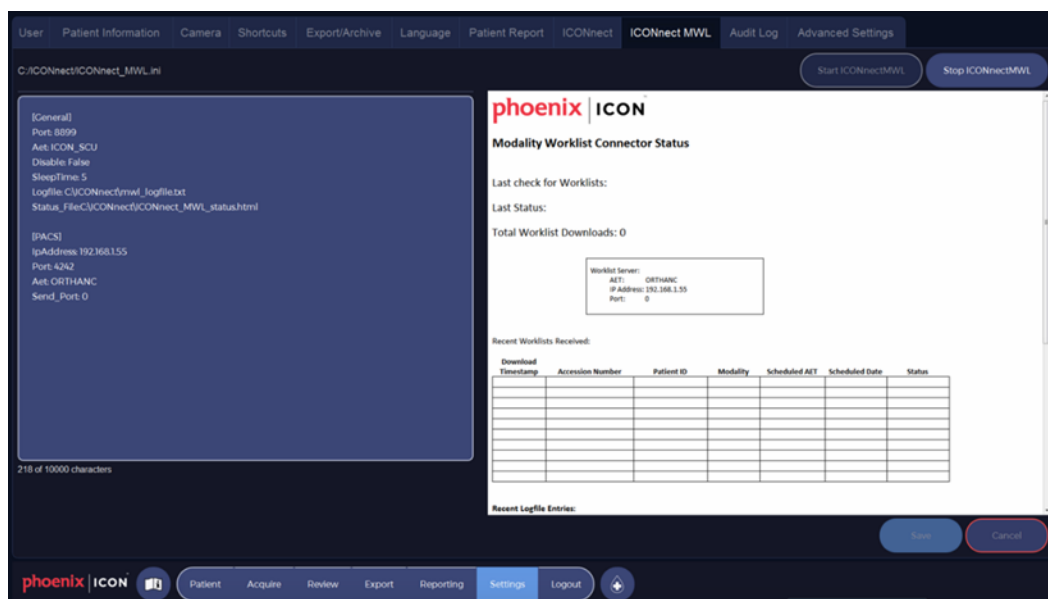 User Patient Information Camera Shortcuts Export/Archive Language Patient Report ICONnect ICONnect MWL Audit Log Advanced Settings
C:/ICONnect/ICONnect_MWL.ini
Start ICONnectMWL Stop ICONnectMWL
[General]
Port: 8899
Aet: ICON_SCU
Disable: False
SleepTime: 5
Logfile: C:\ICONnect\mwl_logfile.txt
Status_File:C:\ICONnect\ICONnect_MWL_status.html
[PACS]
IpAddress: 192.168.1.55
Port: 4242
Aet: ORTHANC
Send_Port: 0
218 of 10000 characters
phoenix | ICON
Modality Worklist Connector Status
Last check for Worklists:
Last Status:
Total Worklist Downloads: 0
Worklist Server:
AET: ORTHANC
IP Address: 192.168.1.55
Port: 0
Recent Worklists Received:
Download Timestamp Accession Number Patient ID Modality Scheduled AET Scheduled Date Status
Recent Logfile Entries:
Save Cancel
phoenix | ICON Patient Acquire Review Export Reporting Settings Logout